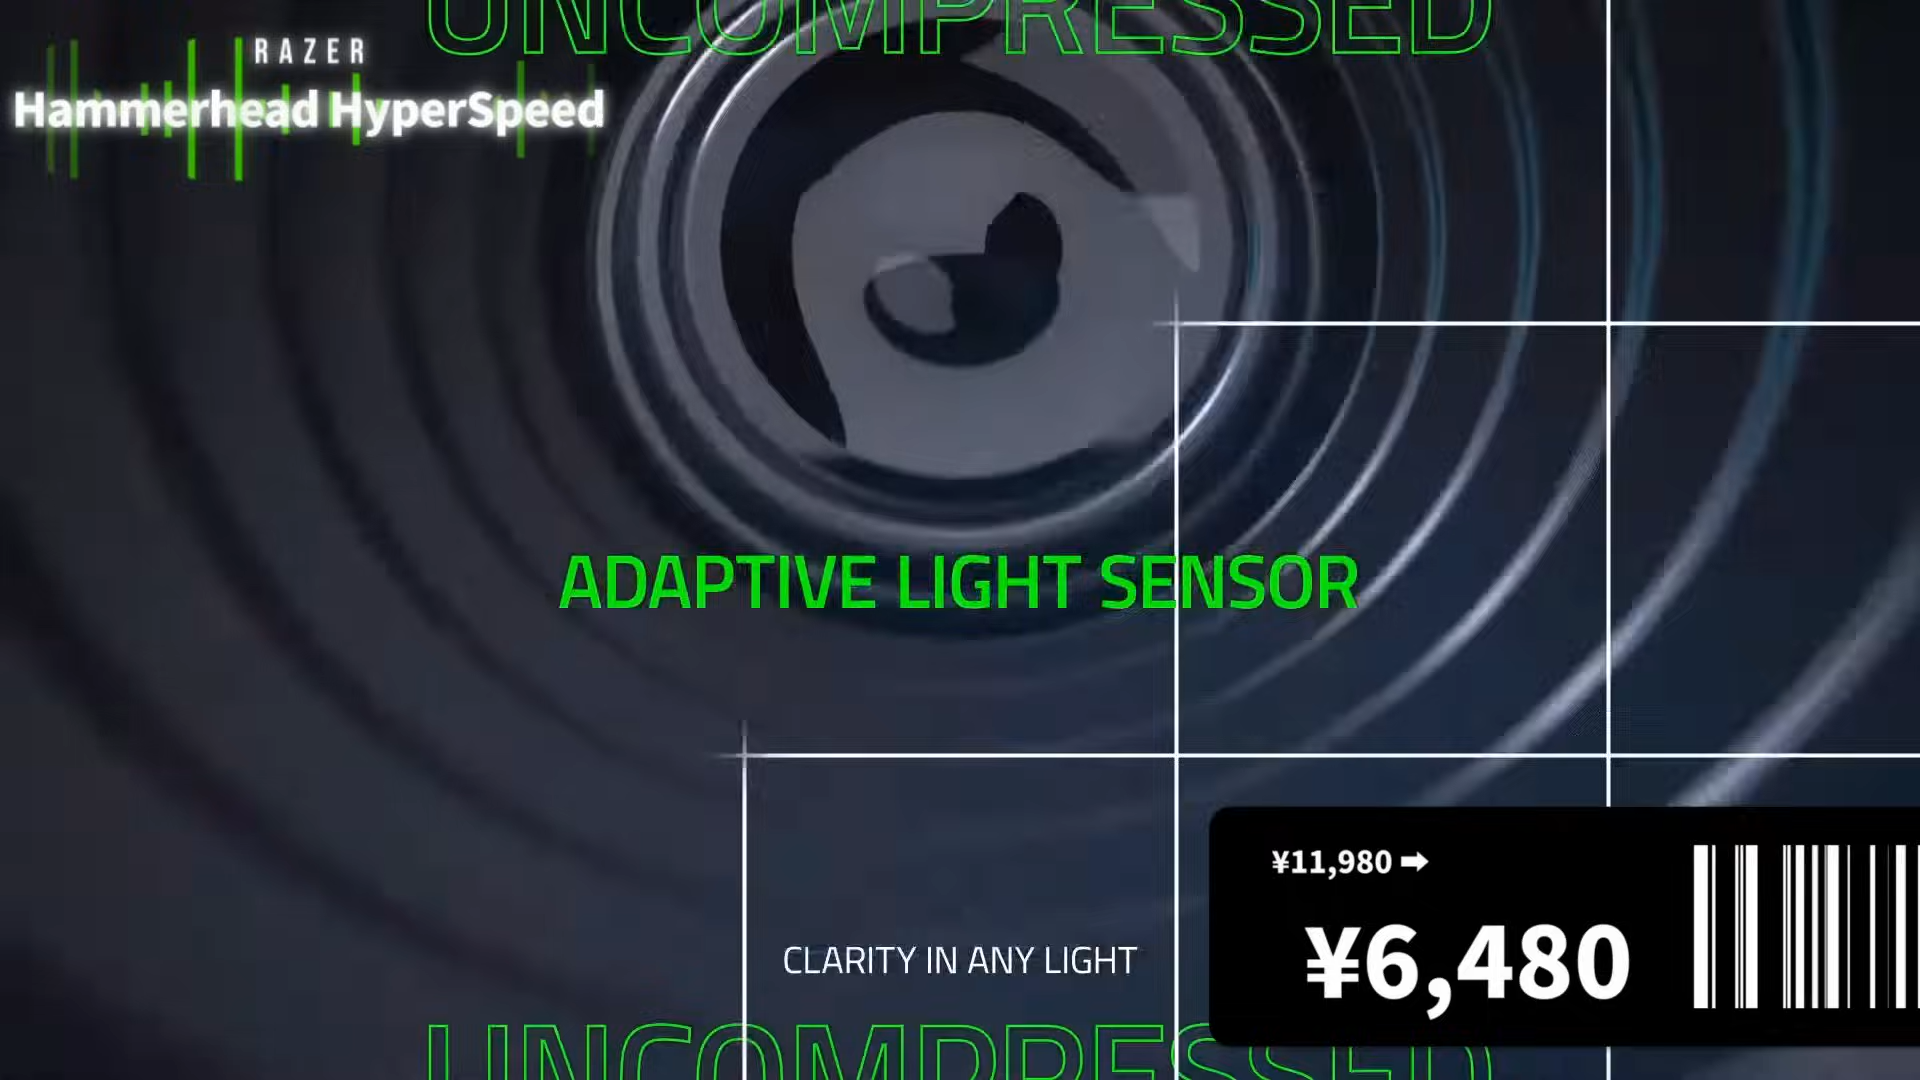 UNCOMPRESSED
RAZER
Hammerhead HyperSpeed
ADAPTIVE LIGHT SENSOR
¥11,980 ➡
¥6,480
CLARITY IN ANY LIGHT
UNCOMPRESSED